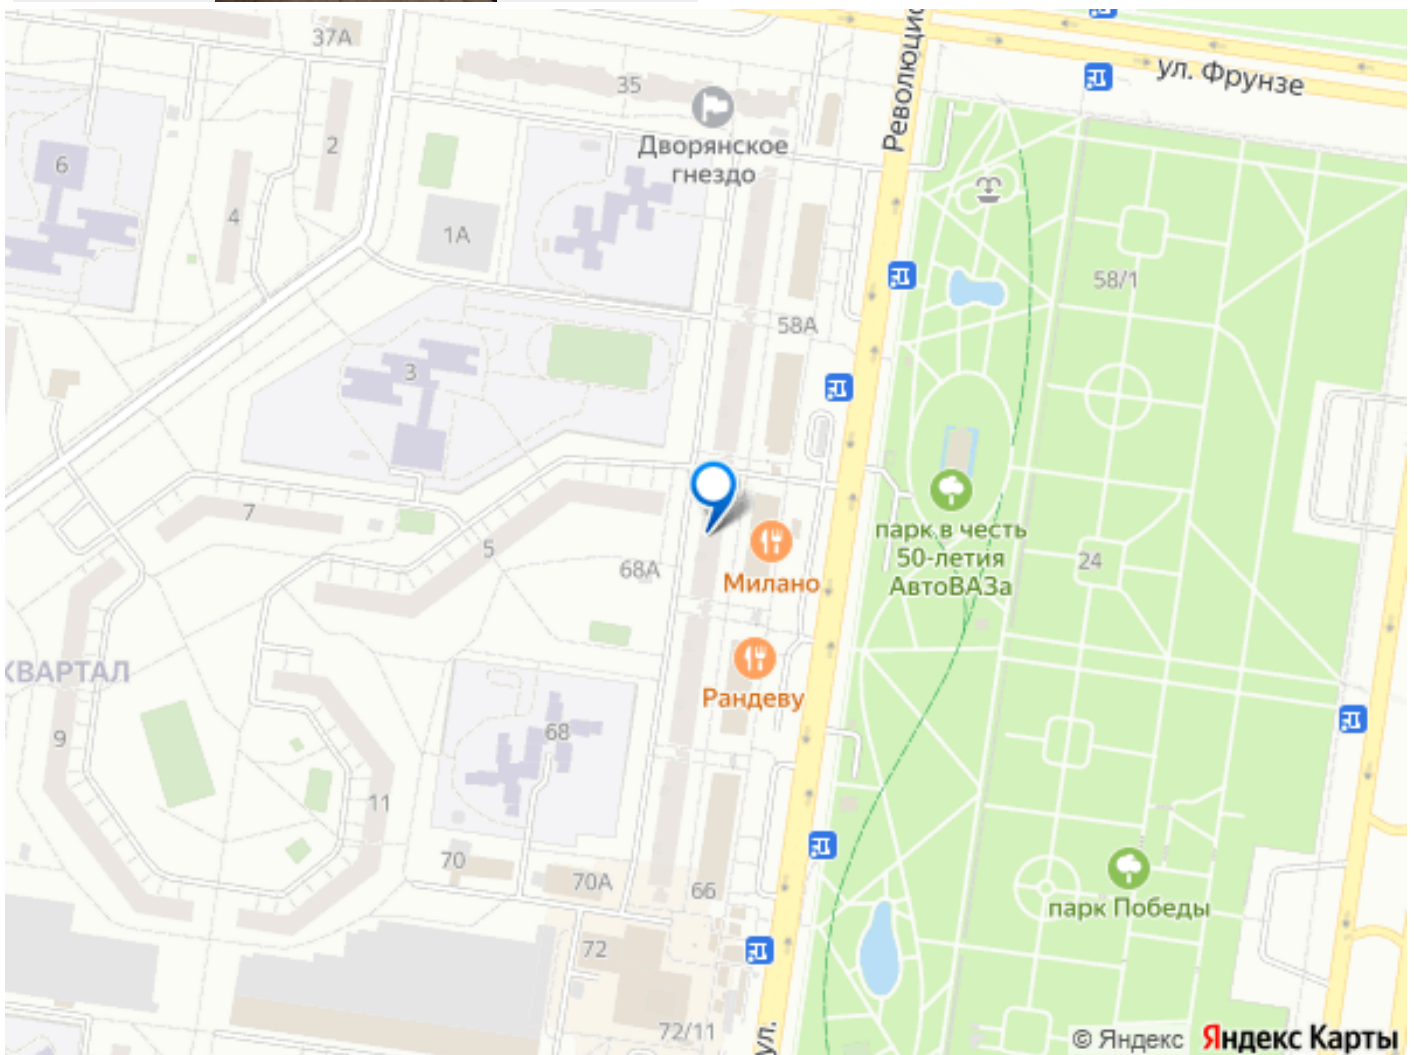 37А
ул. Фрунзе
35
Революцио
Дворянское
гнездо
2
6
4
1А
58/1
58А
3
7
5
парк в честь
50-летия
АвтоВАЗа
24
68А
Милано
КВАРТАЛ
Рандеву
68
9
11
70
70А
66
парк Победы
72
72/11
ул.
© Яндекс Яндекс Карты